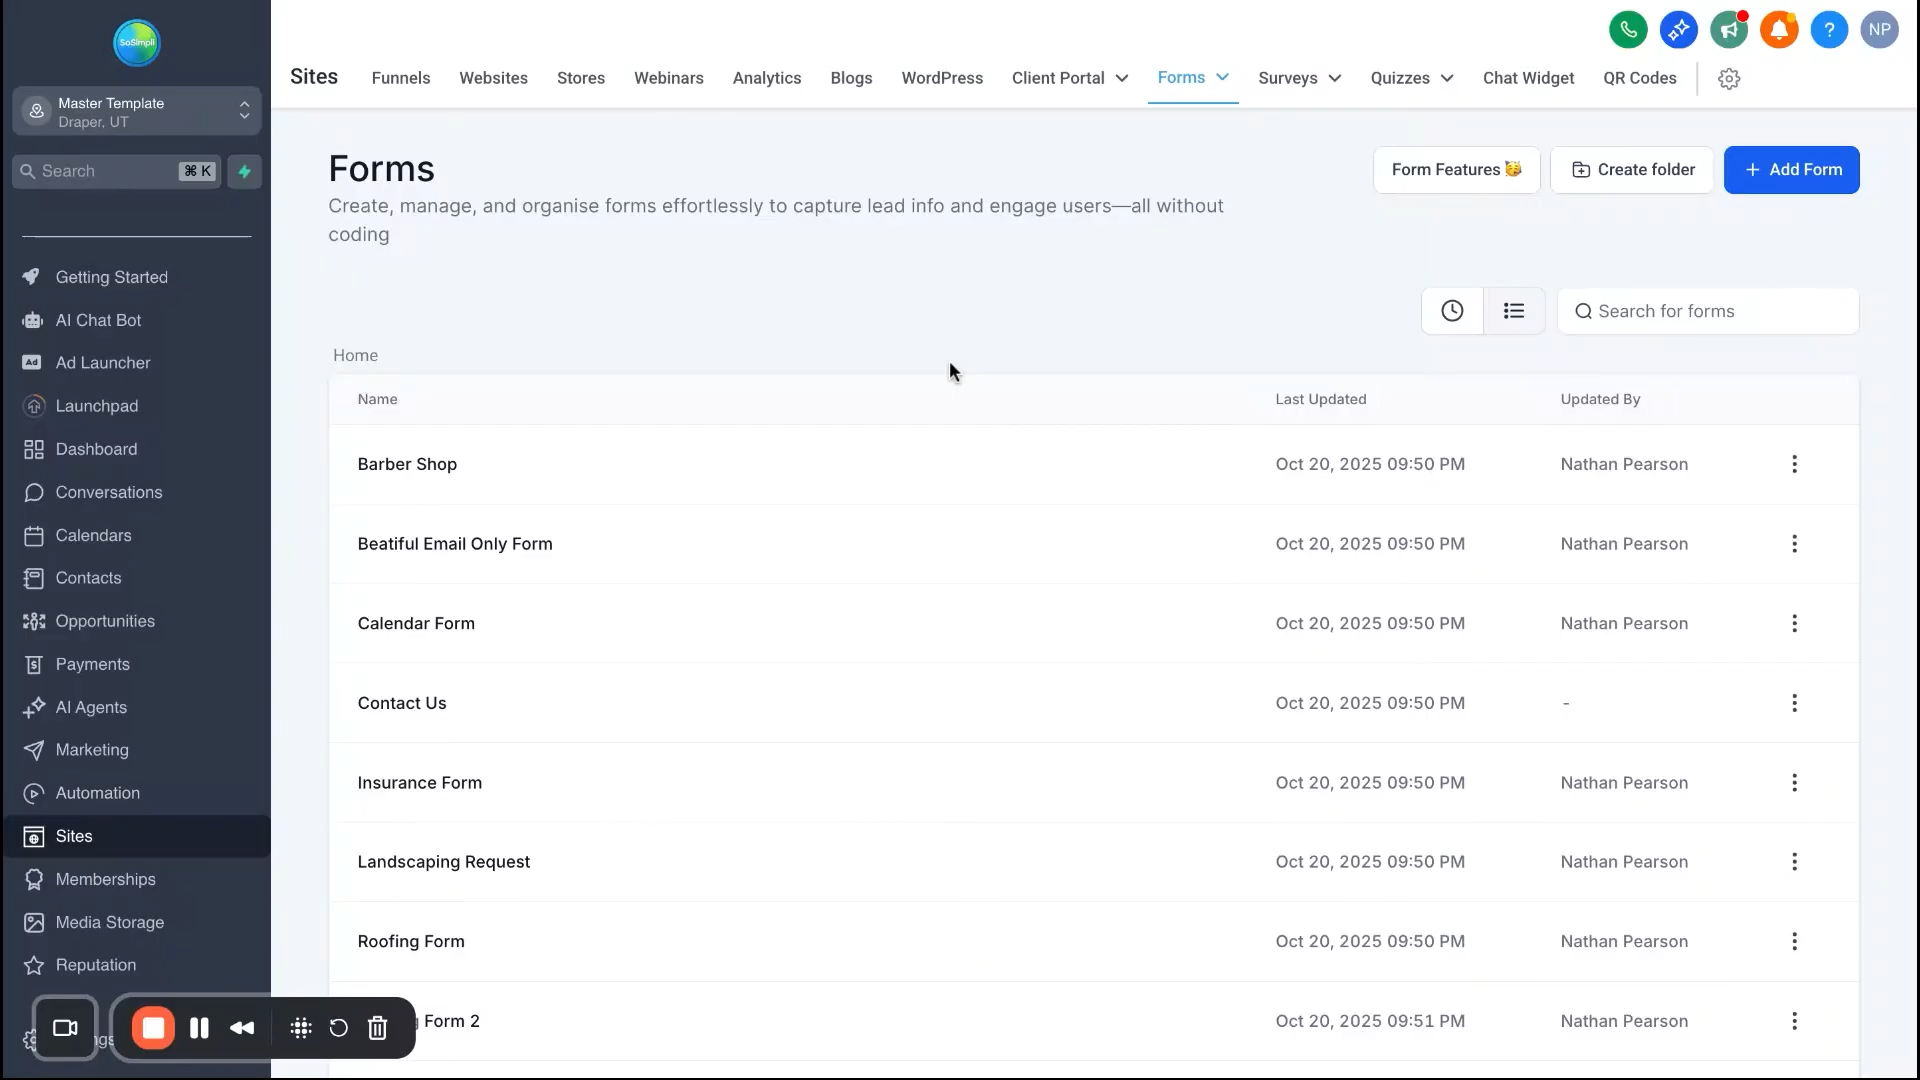 SoSimpli
Master Template
Draper, UT
Search
⌘ K
Getting Started
AI Chat Bot
Ad Launcher
Launchpad
Dashboard
Conversations
Calendars
Contacts
Opportunities
Payments
AI Agents
Marketing
Automation
Sites
Memberships
Media Storage
Reputation
NP
Sites
Funnels
Websites
Stores
Webinars
Analytics
Blogs
WordPress
Client Portal
Forms
Surveys
Quizzes
Chat Widget
QR Codes
Forms
Create, manage, and organise forms effortlessly to capture lead info and engage users—all without
coding
Form Features 🥳
Create folder
+ Add Form
Search for forms
Home
Name Last Updated Updated By
Barber Shop Oct 20, 2025 09:50 PM Nathan Pearson
Beatiful Email Only Form Oct 20, 2025 09:50 PM Nathan Pearson
Calendar Form Oct 20, 2025 09:50 PM Nathan Pearson
Contact Us Oct 20, 2025 09:50 PM -
Insurance Form Oct 20, 2025 09:50 PM Nathan Pearson
Landscaping Request Oct 20, 2025 09:50 PM Nathan Pearson
Roofing Form Oct 20, 2025 09:50 PM Nathan Pearson
Form 2 Oct 20, 2025 09:51 PM Nathan Pearson